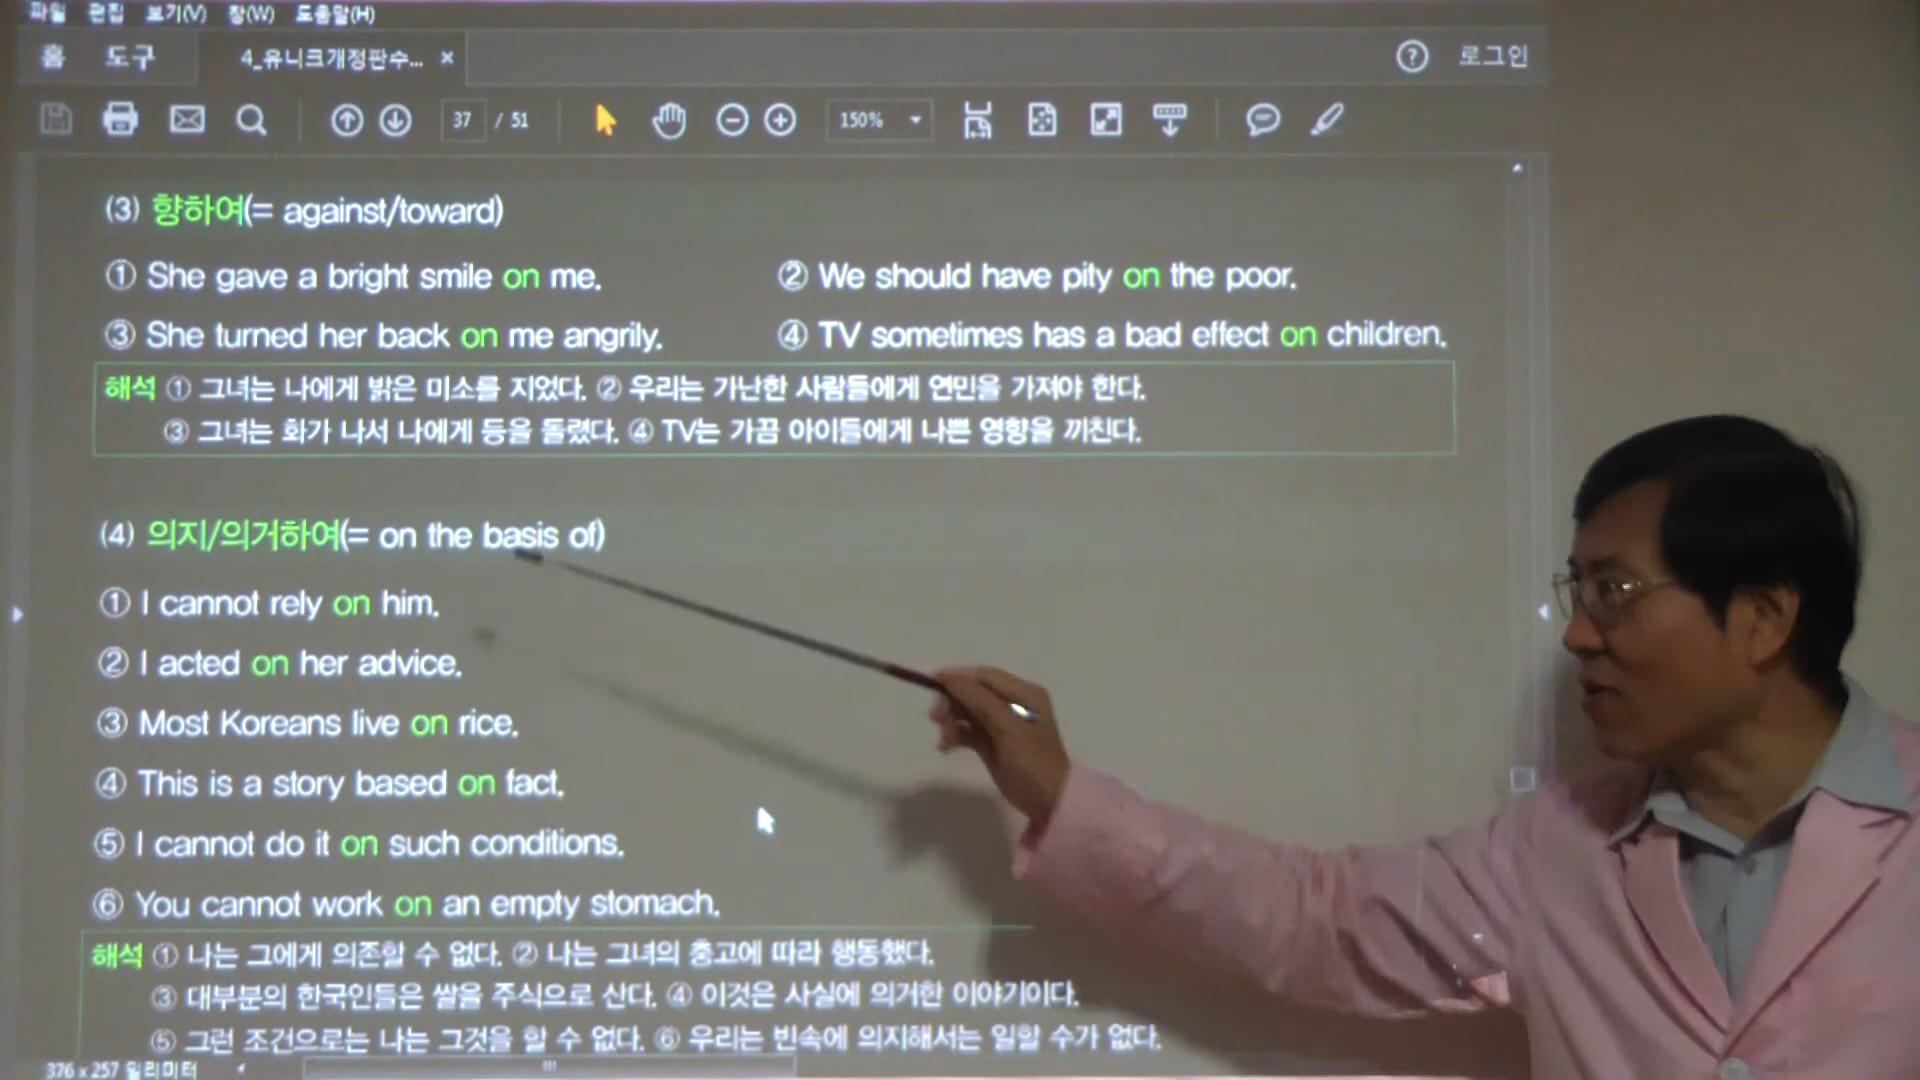 파일 편집 보기(V) 창(W) 도움말(H)
홈 도구 4_유니크개정판수... × ? 로그인
37 / 51 150%
(3) 향하여(= against/toward)
① She gave a bright smile on me. ② We should have pity on the poor.
③ She turned her back on me angrily. ④ TV sometimes has a bad effect on children.
해석 ① 그녀는 나에게 밝은 미소를 지었다. ② 우리는 가난한 사람들에게 연민을 가져야 한다.
③ 그녀는 화가 나서 나에게 등을 돌렸다. ④ TV는 가끔 아이들에게 나쁜 영향을 끼친다.
(4) 의지/의거하여(= on the basis of)
① I cannot rely on him.
② I acted on her advice.
③ Most Koreans live on rice.
④ This is a story based on fact.
⑤ I cannot do it on such conditions.
⑥ You cannot work on an empty stomach.
해석 ① 나는 그에게 의존할 수 없다. ② 나는 그녀의 충고에 따라 행동했다.
③ 대부분의 한국인들은 쌀을 주식으로 산다. ④ 이것은 사실에 의거한 이야기이다.
⑤ 그런 조건으로는 나는 그것을 할 수 없다. ⑥ 우리는 빈속에 의지해서는 일할 수가 없다.
376 x 257 밀리미터